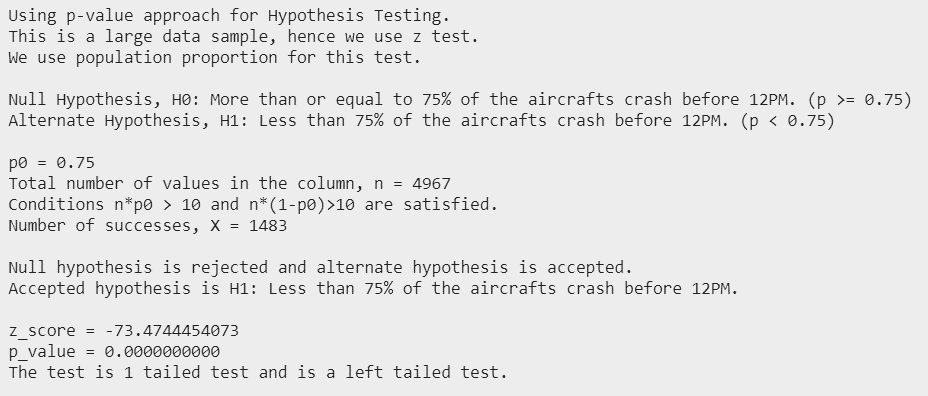 Using p-value approach for Hypothesis Testing.
This is a large data sample, hence we use z test.
We use population proportion for this test.
Null Hypothesis, H0: More than or equal to 75% of the aircrafts crash before 12PM. (p >= 0.75)
Alternate Hypothesis, H1: Less than 75% of the aircrafts crash before 12PM. (p < 0.75)
p0 = 0.75
Total number of values in the column, n = 4967
Conditions n*p0 > 10 and n*(1-p0)>10 are satisfied.
Number of successes, X = 1483
Null hypothesis is rejected and alternate hypothesis is accepted.
Accepted hypothesis is H1: Less than 75% of the aircrafts crash before 12PM.
z_score = -73.4744454073
p_value = 0.0000000000
The test is 1 tailed test and is a left tailed test.